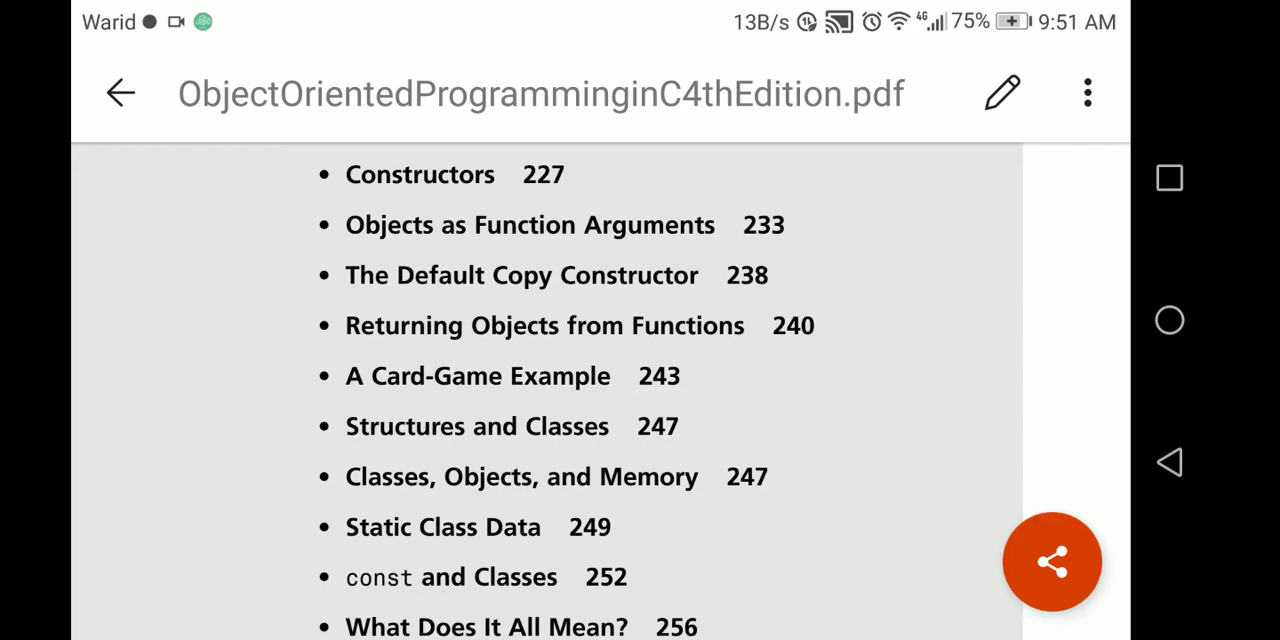 Warid 13B/s 4G 75% 9:51 AM
ObjectOrientedProgramminginC4thEdition.pdf
• Constructors 227
• Objects as Function Arguments 233
• The Default Copy Constructor 238
• Returning Objects from Functions 240
• A Card-Game Example 243
• Structures and Classes 247
• Classes, Objects, and Memory 247
• Static Class Data 249
• const and Classes 252
• What Does It All Mean? 256